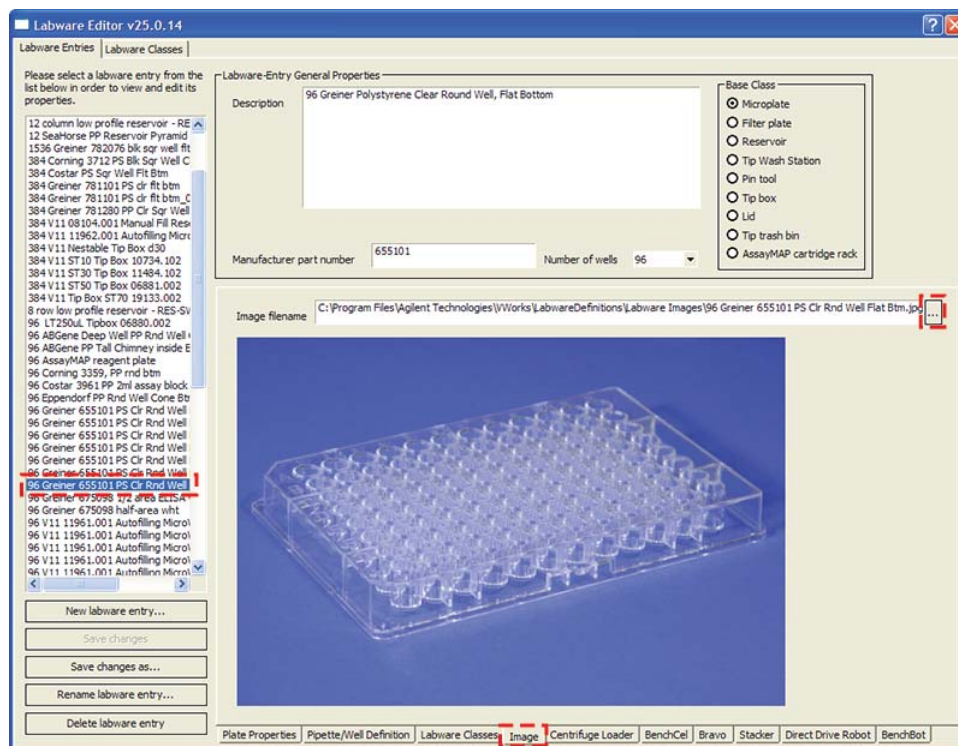 Labware Editor v25.0.14
Labware Entries
Labware Classes
Please select a labware entry from the
list below in order to view and edit its
properties.
12 column low profile reservoir - RE
12 SeaHorse PP Reservoir Pyramid
1536 Greiner 782076 blk sqr well flt
384 Corning 3712 PS Blk Sqr Well C
384 Costar PS Sqr Well Flt Btm
384 Greiner 781101 PS clr flt btm
384 Greiner 781101 PS clr flt btm_
384 Greiner 781280 PP Clr Sqr Well
384 V11 08104.001 Manual Fill Rese
384 V11 11962.001 Autofilling Micro
384 V11 Nestable Tip Box d30
384 V11 ST10 Tip Box 10734.102
384 V11 ST30 Tip Box 11484.102
384 V11 ST50 Tip Box 06881.002
384 V11 Tip Box ST70 19133.002
8 row low profile reservoir - RES-SW
96 LT250uL Tipbox 06880.002
96 ABGene Deep Well PP Rnd Well
96 ABGene PP Tall Chimney inside E
96 AssayMAP reagent plate
96 Corning 3359, PP rnd btm
96 Costar 3961 PP 2ml assay block
96 Eppendorf PP Rnd Well Cone Bt
96 Greiner 655101 PS Clr Rnd Well
96 Greiner 655101 PS Clr Rnd Well
96 Greiner 655101 PS Clr Rnd Well
96 Greiner 655101 PS Clr Rnd Well
96 Greiner 655101 PS Clr Rnd Well
96 Greiner 655101 PS Clr Rnd Well
96 Greiner 655101 PS Clr Rnd Well
96 Greiner 675098 1/2 area ELISA
96 Greiner 675098 half-area wht
96 V11 11961.001 Autofilling Micro
96 V11 11961.001 Autofilling Micro
96 V11 11961.001 Autofilling Micro
96 V11 11961.001 Autofilling Micro
96 V11 11961.001 Autofilling Micro
New labware entry...
Save changes
Save changes as...
Rename labware entry...
Delete labware entry
Labware-Entry General Properties
Description
96 Greiner Polystyrene Clear Round Well, Flat Bottom
Manufacturer part number
655101
Number of wells
96
Base Class
Microplate
Filter plate
Reservoir
Tip Wash Station
Pin tool
Tip box
Lid
Tip trash bin
AssayMAP cartridge rack
Image filename
C:\Program Files\Agilent Technologies\VWorks\LabwareDefinitions\Labware Images\96 Greiner 655101 PS Clr Rnd Well Flat Btm.jpg
...
Plate Properties
Pipette/Well Definition
Labware Classes
Image
Centrifuge Loader
BenchCel
Bravo
Stacker
Direct Drive Robot
BenchBot